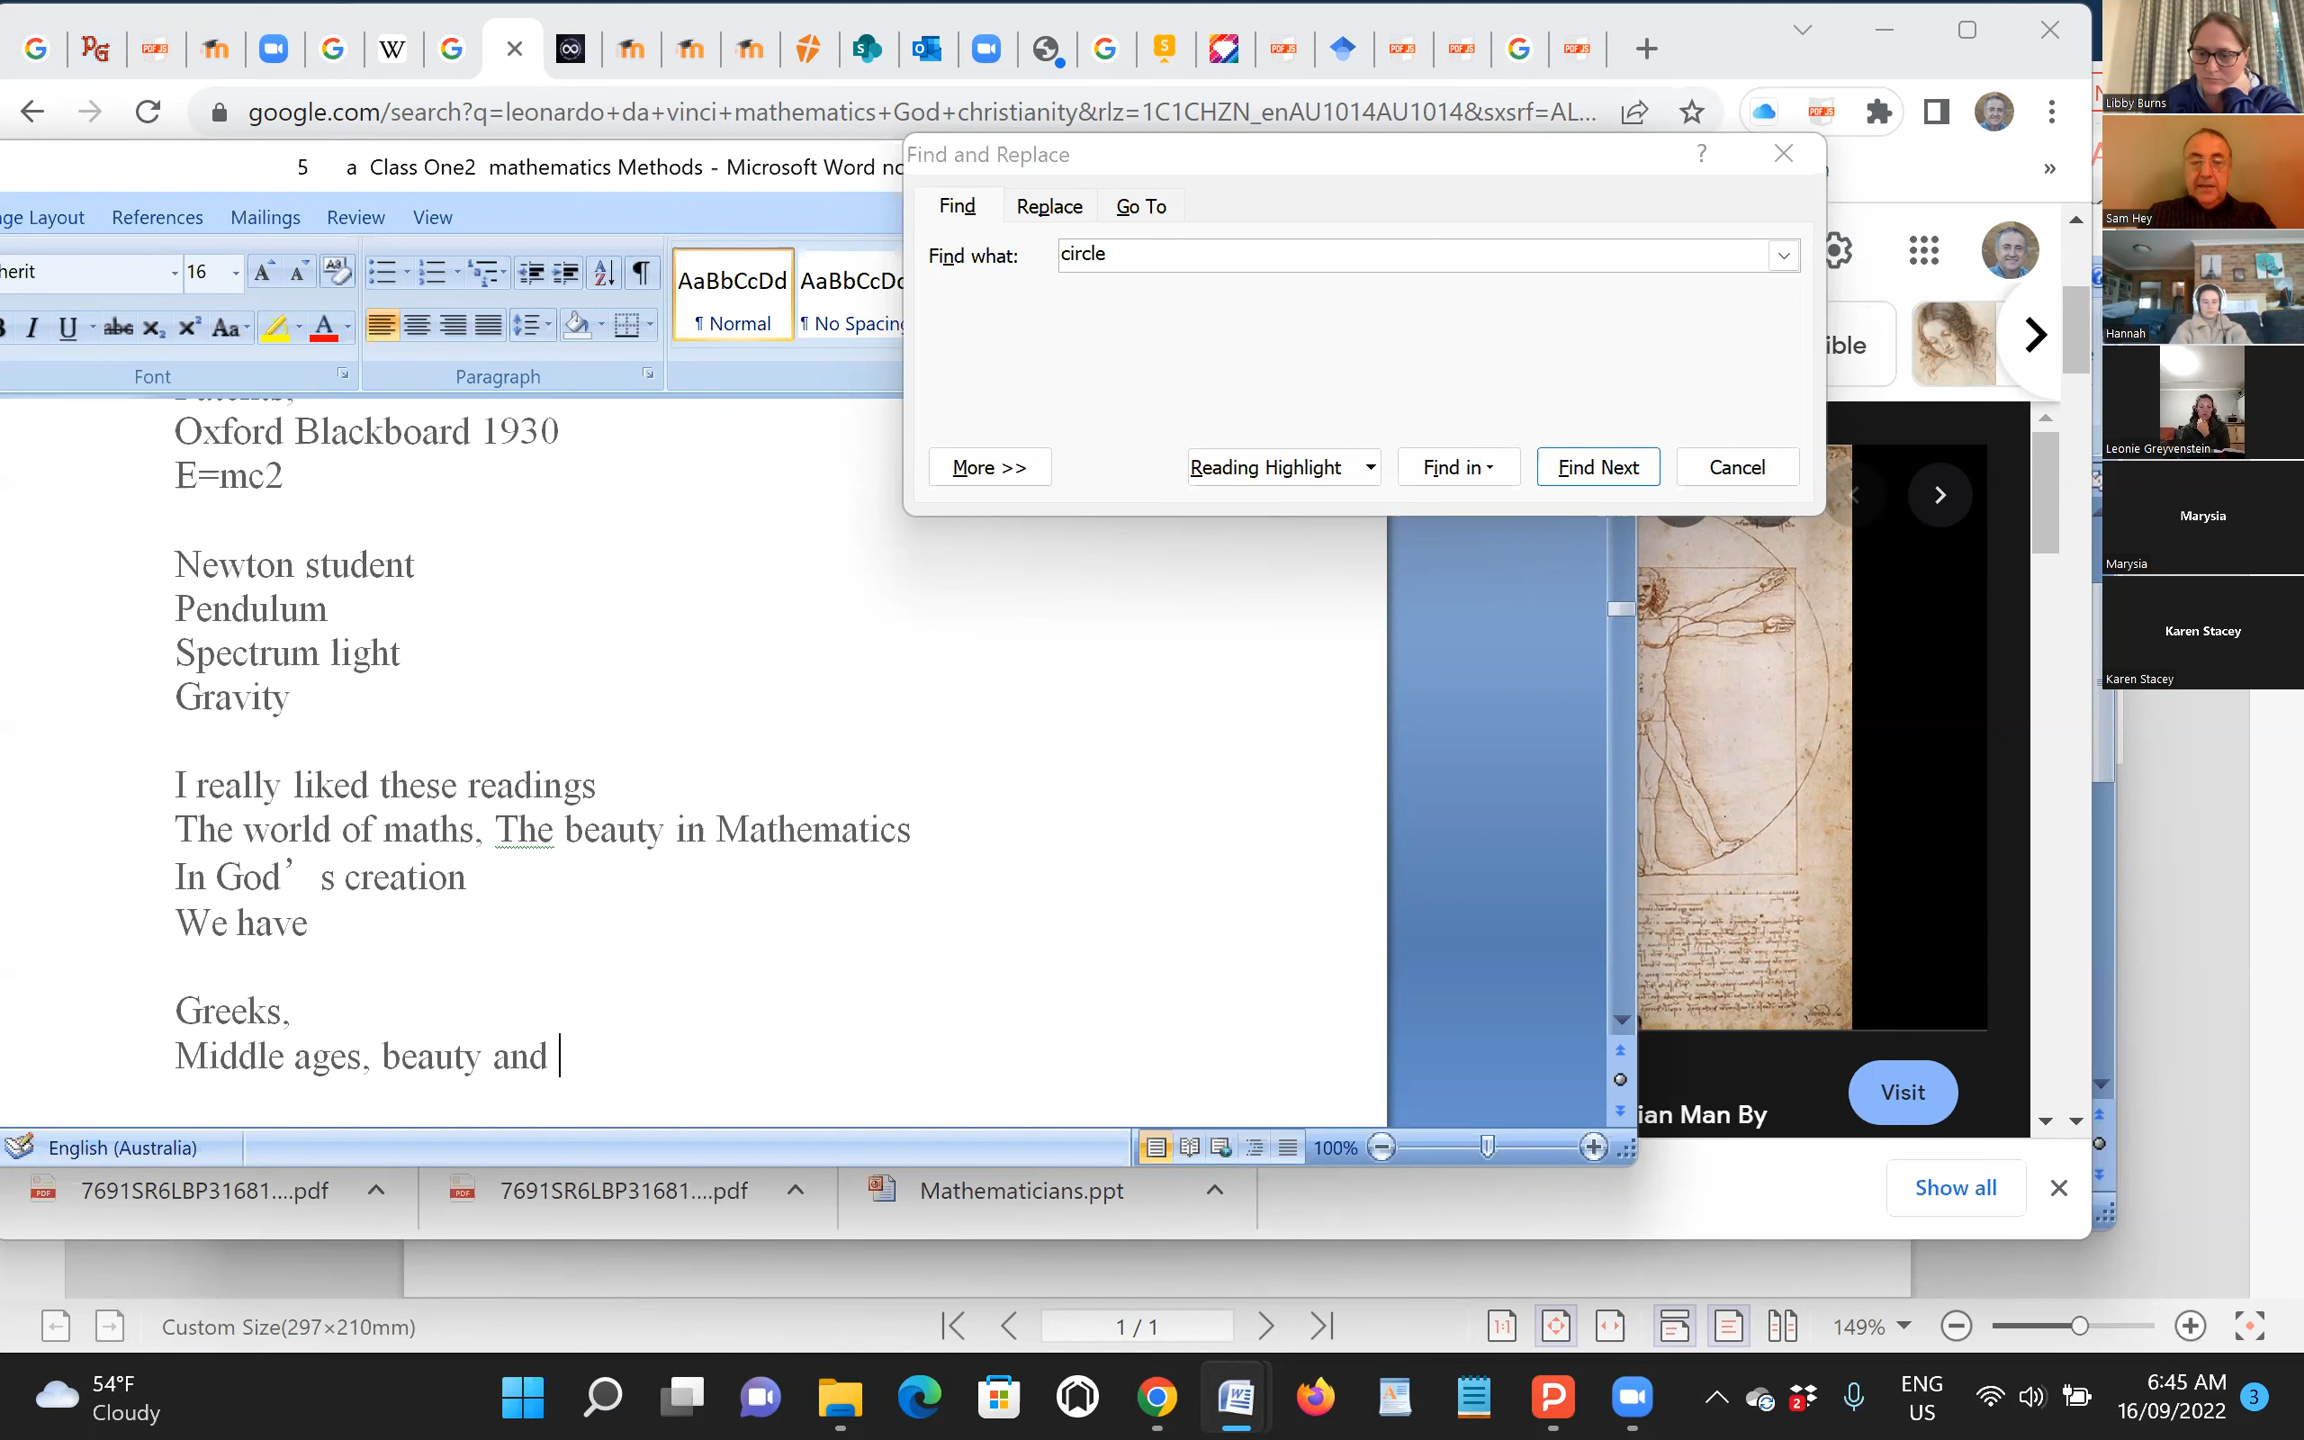 google.com/search?q=leonardo+da+vinci+mathematics+God+christianity&rlz=1C1CHZN_enAU1014AU1014&sxsrf=AL...
5 a Class One2 mathematics Methods - Microsoft Word
Find and Replace
Page Layout References Mailings Review View
Find Replace Go To
Find what: circle
16
AaBbCcDd AaBbCcDd
¶ Normal ¶ No Spacing
Font Paragraph
More >> Reading Highlight Find in Find Next Cancel
Oxford Blackboard 1930
E=mc2
Newton student
Pendulum
Spectrum light
Gravity
I really liked these readings
The world of maths, The beauty in Mathematics
In God’s creation
We have
Greeks,
Middle ages, beauty and
ible
ian Man By
Visit
English (Australia)
100%
7691SR6LBP31681....pdf
7691SR6LBP31681....pdf
Mathematicians.ppt
Show all
Custom Size(297×210mm)
1 / 1
149%
54°F
Cloudy
ENG
US
6:45 AM
16/09/2022
3
Libby Burns
Sam Hey
Hannah
Leonie Greyvenstein
Marysia
Marysia
Karen Stacey
Karen Stacey